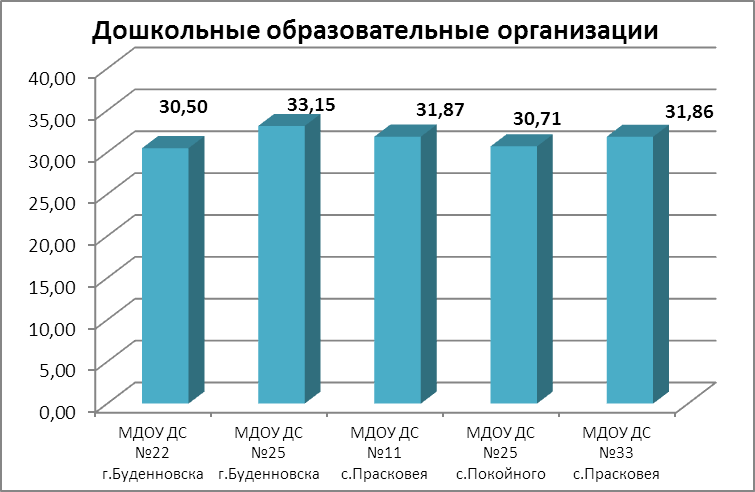 Дошкольные образовательные организации
40,00
35,00
30,00
25,00
20,00
15,00
10,00
5,00
0,00
30,50
33,15
31,87
30,71
31,86
МДОУ ДС
№22
г.Буденновска
МДОУ ДС
№25
г.Буденновска
МДОУ ДС
№11
с.Прасковея
МДОУ ДС
№25
с.Покойного
МДОУ ДС
№33
с.Прасковея